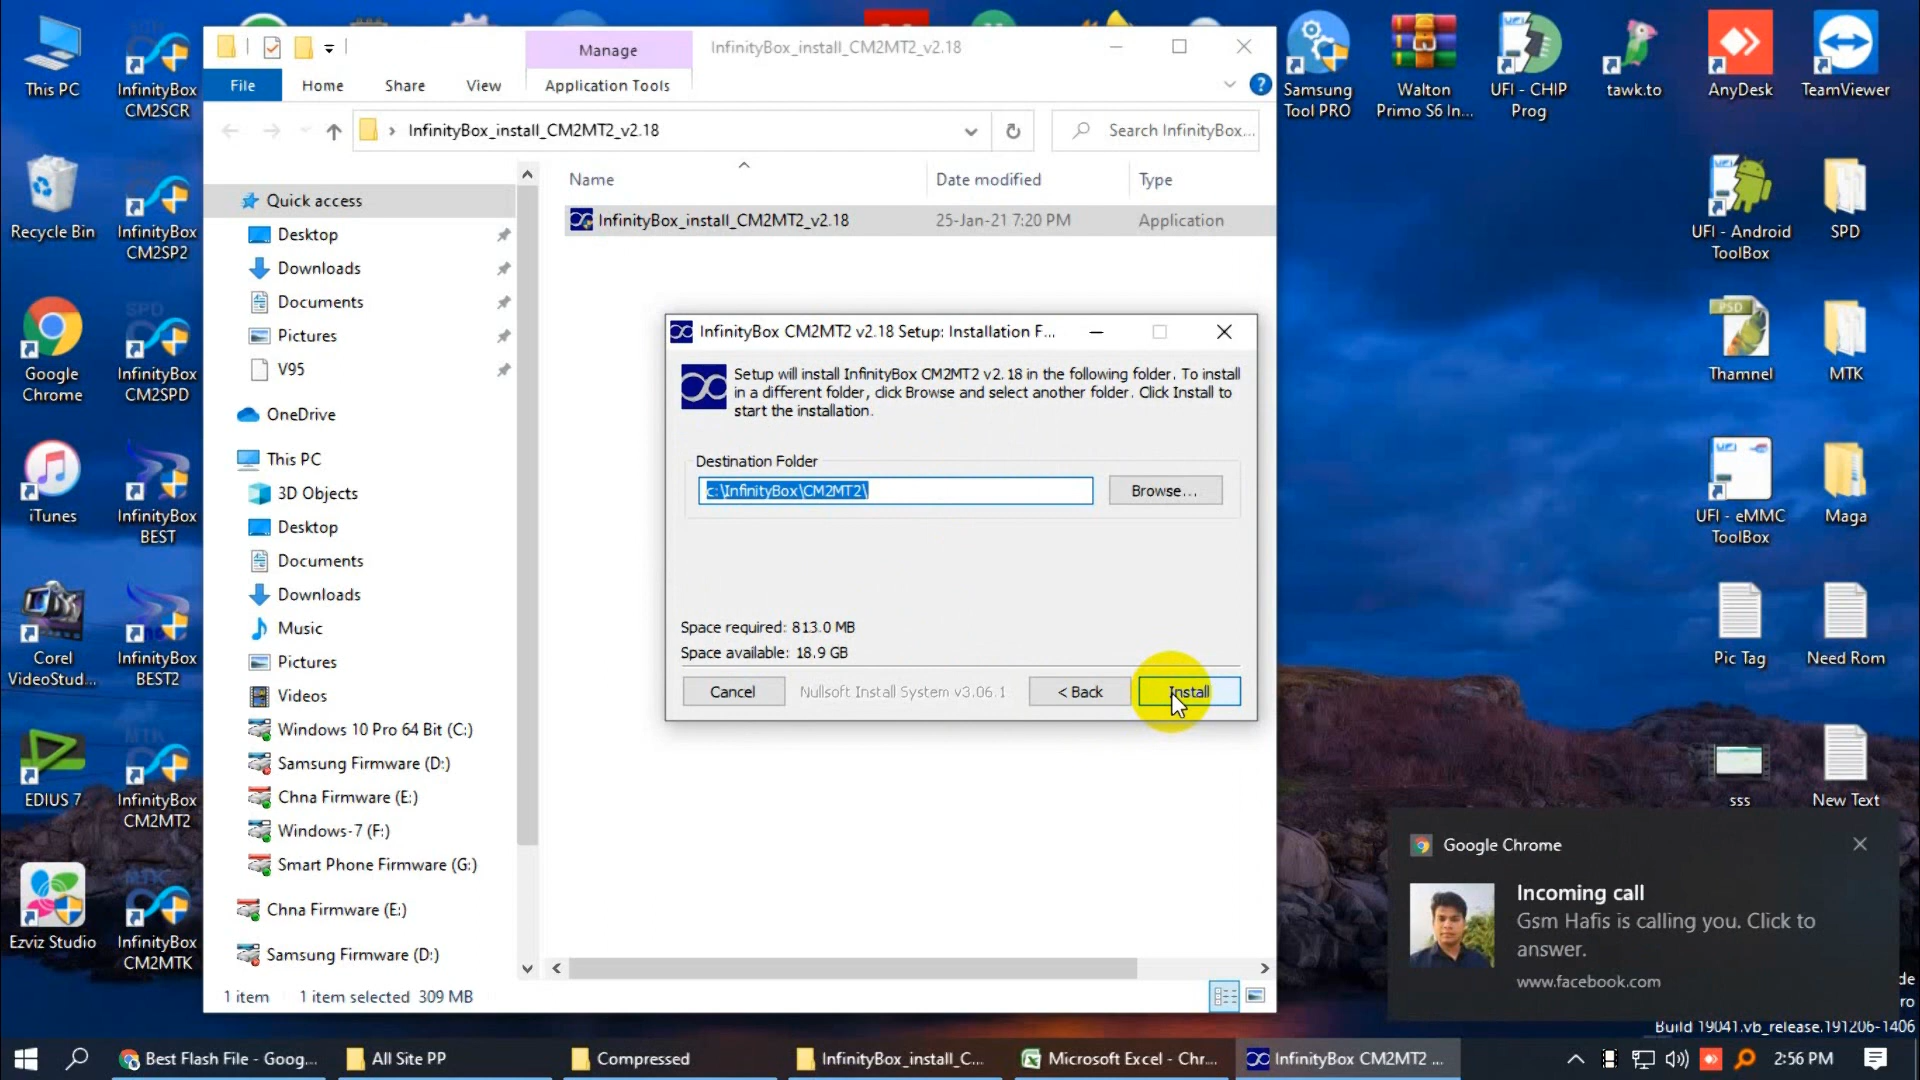 This PC
InfinityBox
CM2SCR
Recycle Bin
InfinityBox
CM2SP2
Google
Chrome
InfinityBox
CM2SPD
iTunes
InfinityBox
BEST
Corel
VideoStud...
InfinityBox
BEST2
EDIUS 7
InfinityBox
CM2MT2
Ezviz Studio
InfinityBox
CM2MTK
Manage
InfinityBox_install_CM2MT2_v2.18
File
Home
Share
View
Application Tools
InfinityBox_install_CM2MT2_v2.18
Search InfinityBox...
Name
Date modified
Type
InfinityBox_install_CM2MT2_v2.18
25-Jan-21 7:20 PM
Application
Quick access
Desktop
Downloads
Documents
Pictures
V95
OneDrive
This PC
3D Objects
Desktop
Documents
Downloads
Music
Pictures
Videos
Windows 10 Pro 64 Bit (C:)
Samsung Firmware (D:)
Chna Firmware (E:)
Windows-7 (F:)
Smart Phone Firmware (G:)
Chna Firmware (E:)
Samsung Firmware (D:)
1 item
1 item selected 309 MB
InfinityBox CM2MT2 v2.18 Setup: Installation F...
Setup will install InfinityBox CM2MT2 v2.18 in the following folder. To install
in a different folder, click Browse and select another folder. Click Install to
start the installation.
Destination Folder
c:\InfinityBox\CM2MT2\
Browse...
Space required: 813.0 MB
Space available: 18.9 GB
Cancel
Nullsoft Install System v3.06.1
< Back
Install
Samsung
Tool PRO
Walton
Primo S6 In...
UFI - CHIP
Prog
tawk.to
AnyDesk
TeamViewer
UFI - Android
ToolBox
SPD
PSD
Thamnel
MTK
UFI - eMMC
ToolBox
Maga
Pic Tag
Need Rom
sss
New Text
Google Chrome
Incoming call
Gsm Hafis is calling you. Click to
answer.
www.facebook.com
Build 19041.vb_release.191206-1406
Best Flash File - Goog...
All Site PP
Compressed
InfinityBox_install_C...
Microsoft Excel - Chr...
InfinityBox CM2MT2 ...
2:56 PM